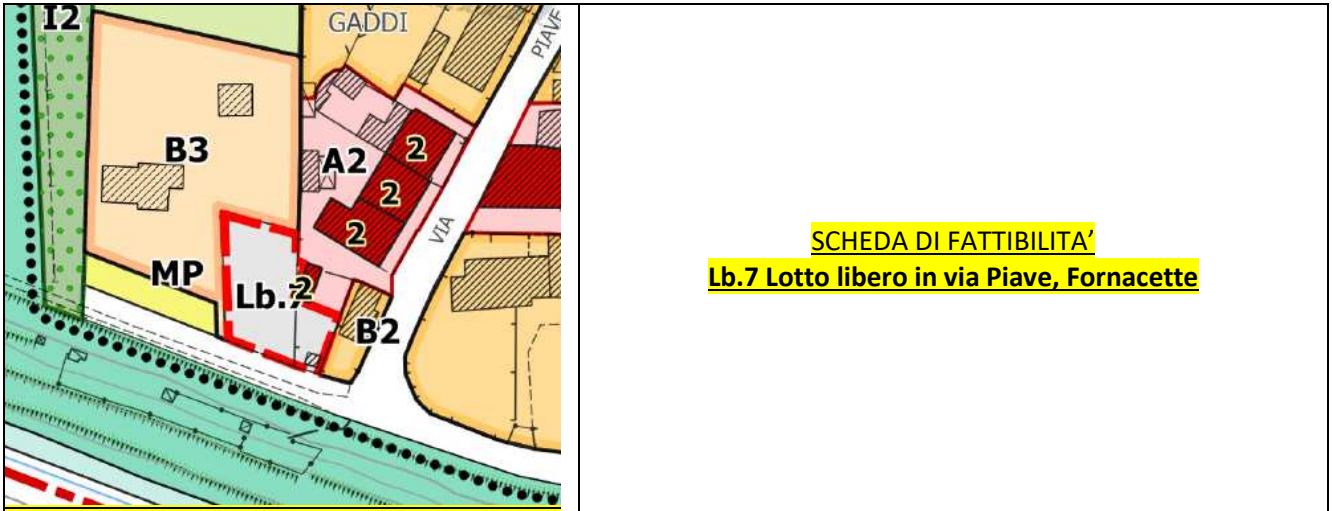 I2
GADDI
PIAVE
B3
A2
2
2
2
VIA
MP
Lb.7
2
B2
SCHEDA DI FATTIBILITA’
Lb.7 Lotto libero in via Piave, Fornacette